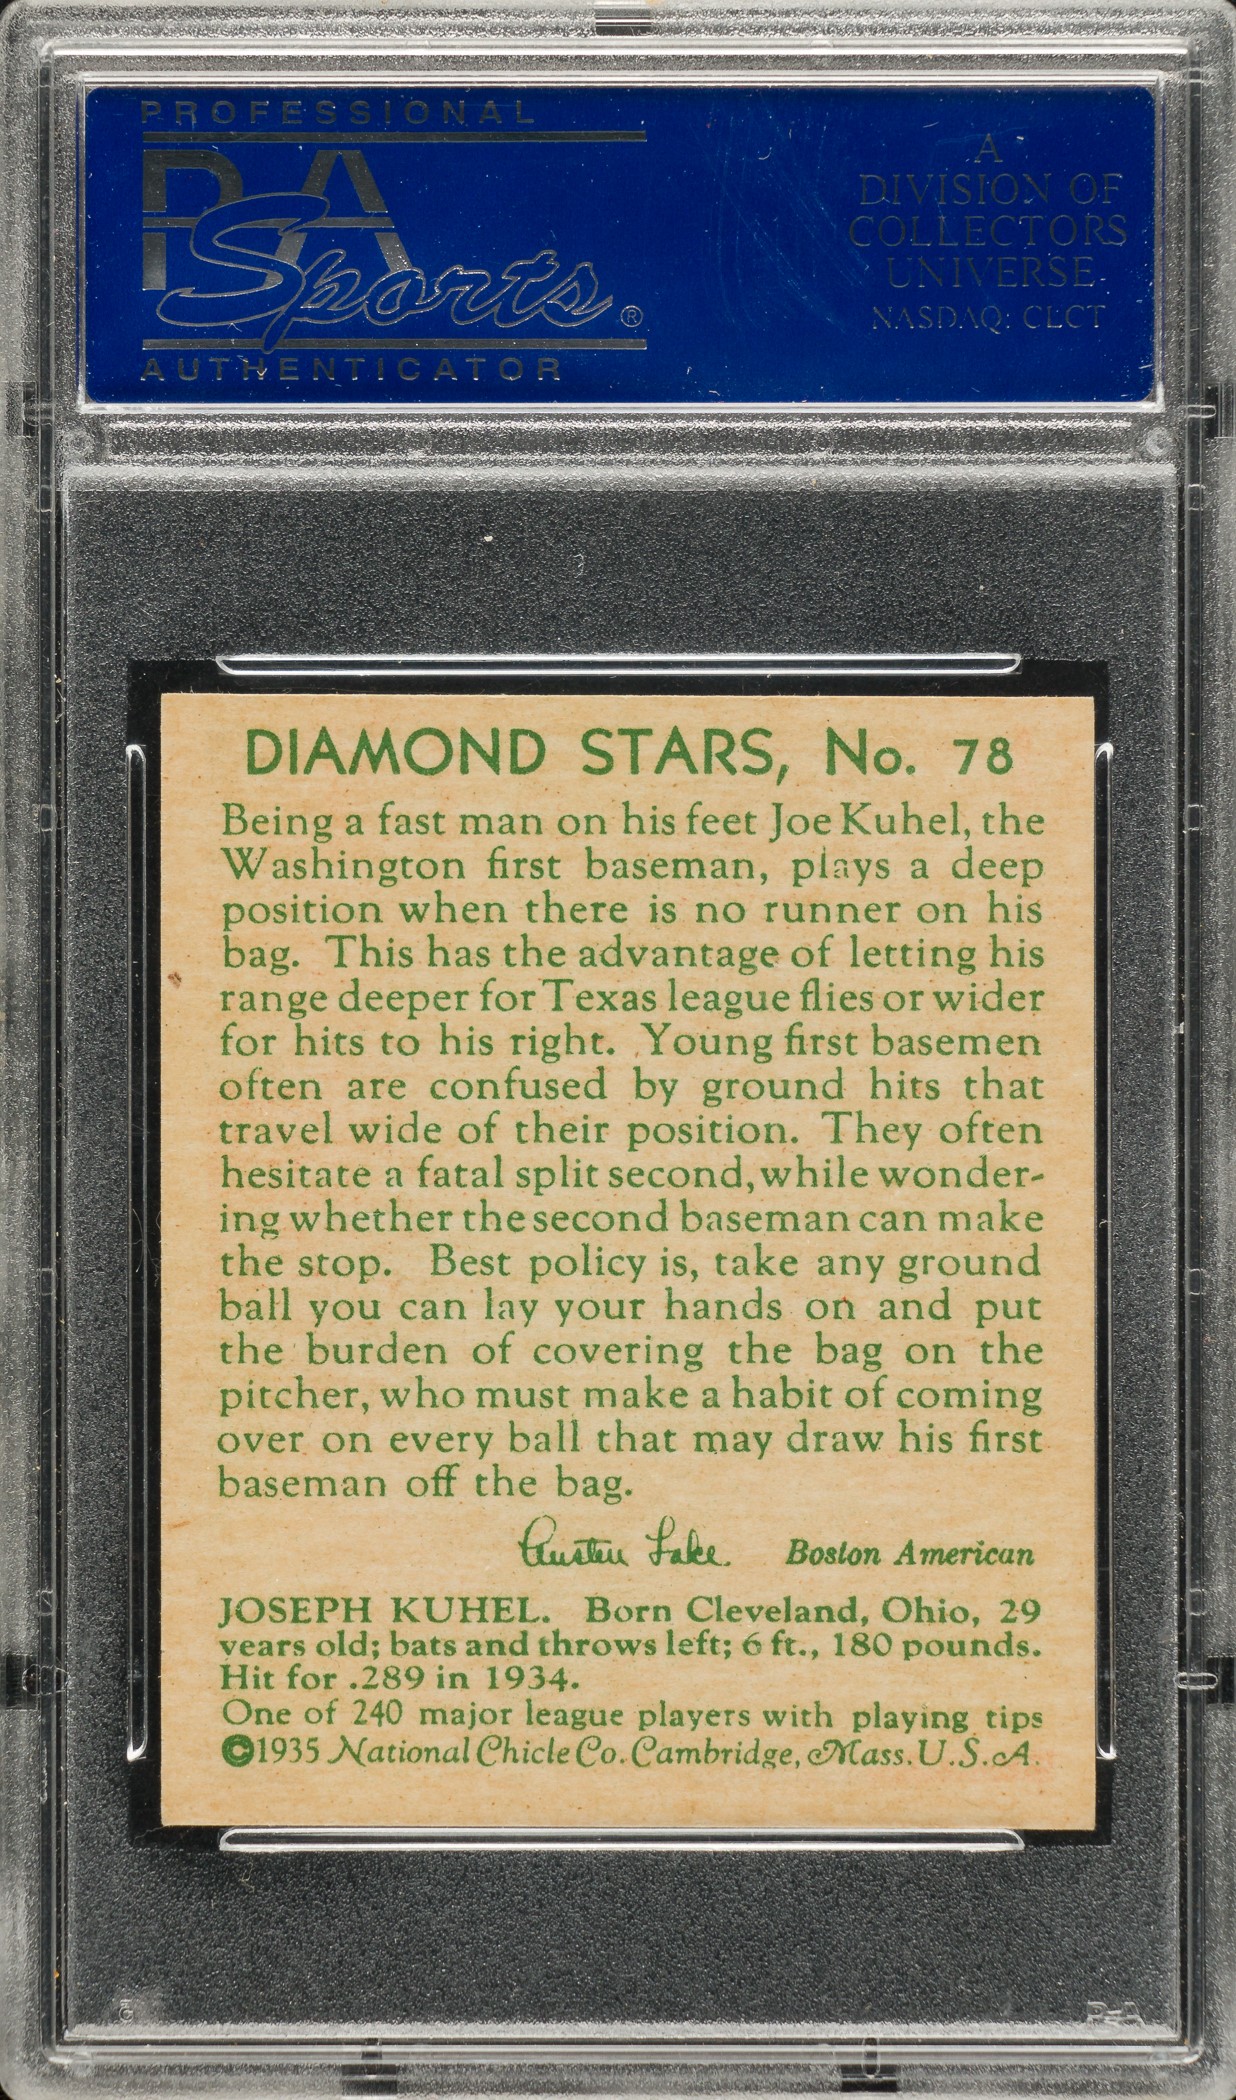 PROFESSIONAL
PSA
Sports®
AUTHENTICATOR
A
DIVISION OF
COLLECTORS
UNIVERSE
NASDAQ: CLCT
DIAMOND STARS, No. 78
Being a fast man on his feet Joe Kuhel, the
Washington first baseman, plays a deep
position when there is no runner on his
bag. This has the advantage of letting his
range deeper for Texas league flies or wider
for hits to his right. Young first basemen
often are confused by ground hits that
travel wide of their position. They often
hesitate a fatal split second, while wonder-
ing whether the second baseman can make
the stop. Best policy is, take any ground
ball you can lay your hands on and put
the burden of covering the bag on the
pitcher, who must make a habit of coming
over on every ball that may draw his first
baseman off the bag.
Austen Lake. Boston American
JOSEPH KUHEL. Born Cleveland, Ohio, 29
years old; bats and throws left; 6 ft., 180 pounds.
Hit for .289 in 1934.
One of 240 major league players with playing tips
©1935 National Chicle Co. Cambridge, Mass. U.S.A.
PSA